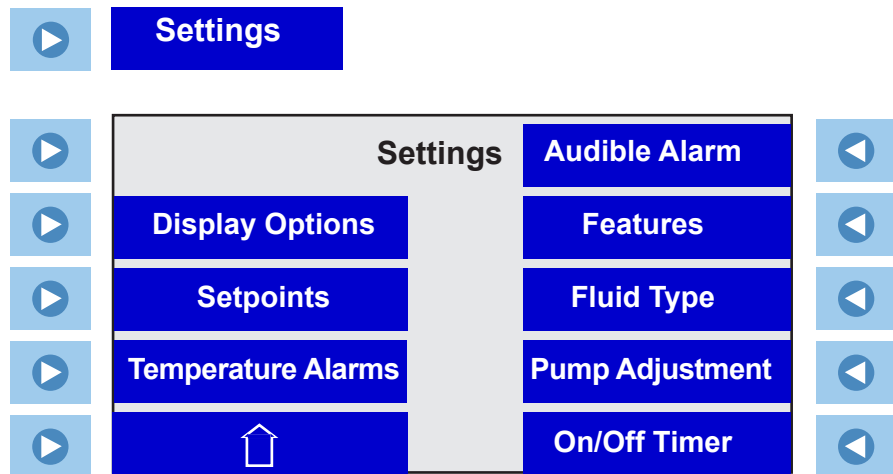 Settings
Settings
Audible Alarm
Display Options
Features
Setpoints
Fluid Type
Temperature Alarms
Pump Adjustment
On/Off Timer